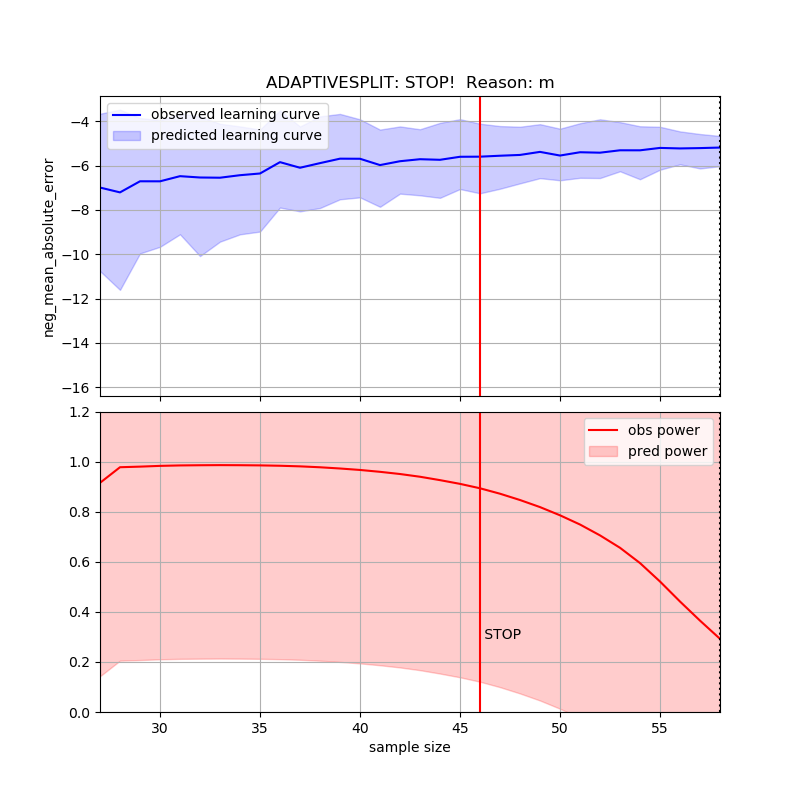 ADAPTIVESPLIT: STOP!  Reason: m
observed learning curve
predicted learning curve
neg_mean_absolute_error
−4
−6
−8
−10
−12
−14
−16
obs power
pred power
1.2
1.0
0.8
0.6
0.4
0.2
0.0
STOP
30 35 40 45 50 55
sample size